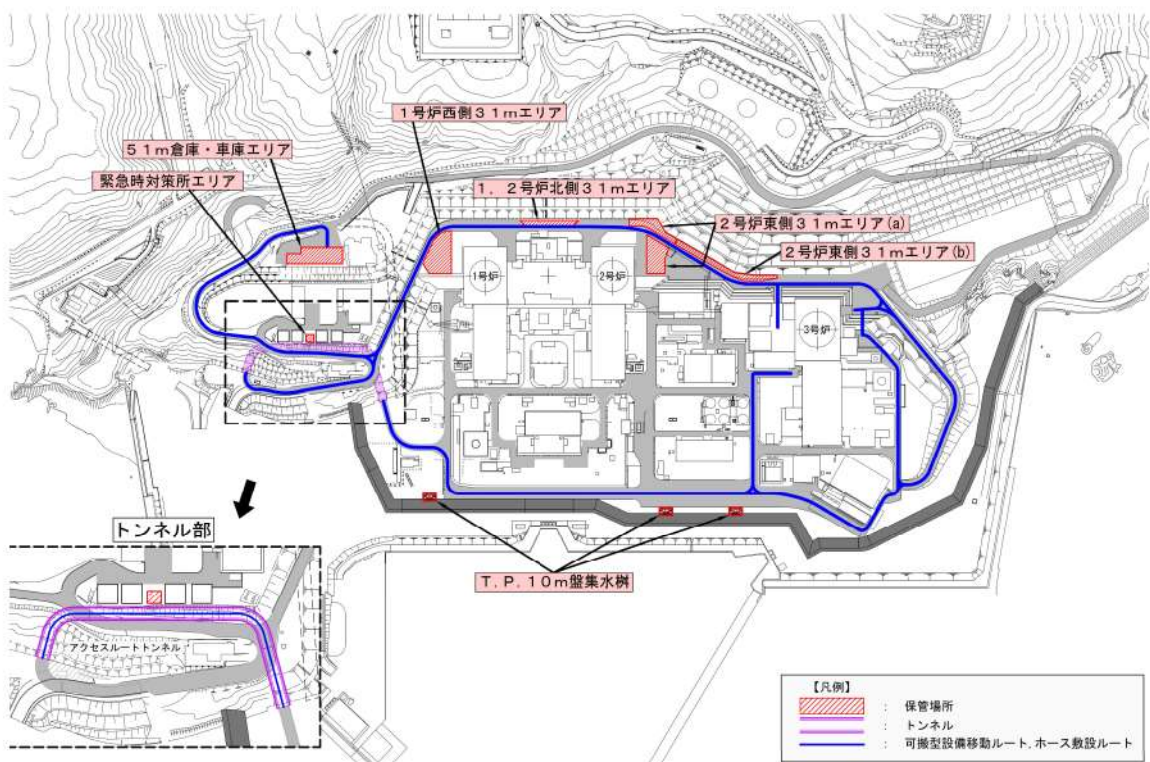 1号炉西側31mエリア
51m倉庫・車庫エリア
緊急時対策所エリア
1,2号炉北側31mエリア
2号炉東側31mエリア(a)
2号炉東側31mエリア(b)
1号炉
2号炉
3号炉
トンネル部
T.P.10m盤集水桝
アクセスルートトンネル
【凡例】
: 保管場所
: トンネル
: 可搬型設備移動ルート,ホース敷設ルート